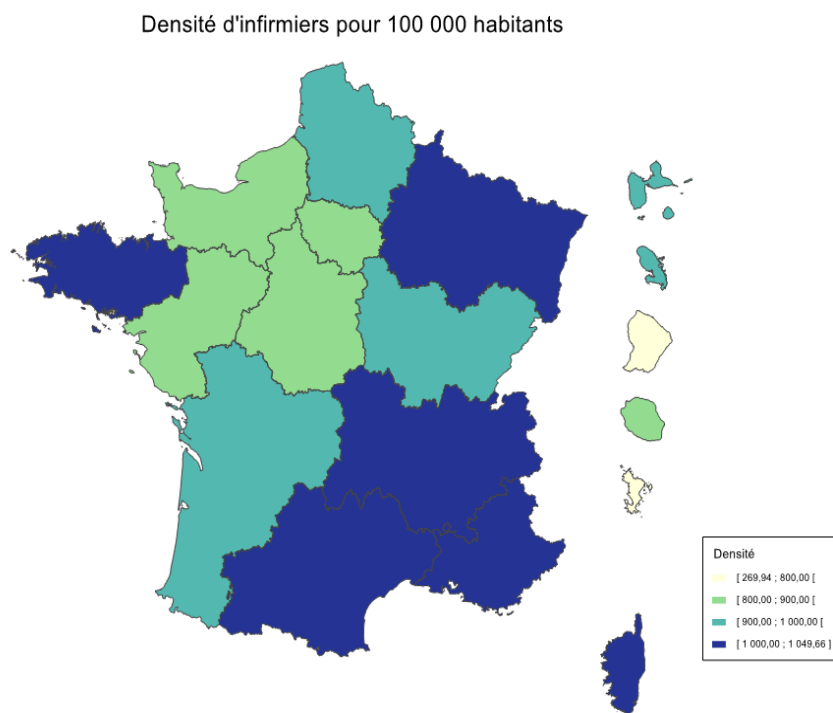 Densité d'infirmiers pour 100 000 habitants
Densité
[ 269,94 ; 800,00 [
[ 800,00 ; 900,00 [
[ 900,00 ; 1 000,00 [
[ 1 000,00 ; 1 049,66 ]